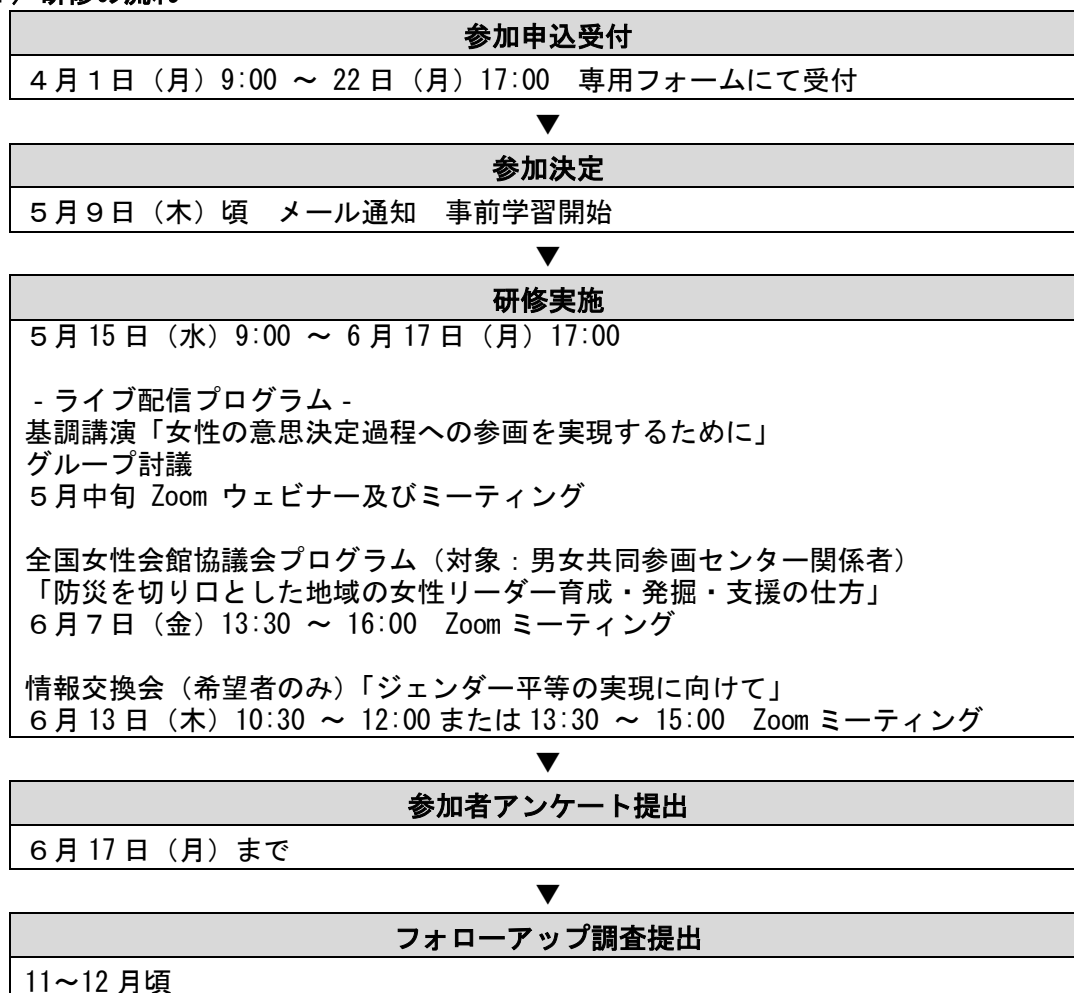 研修の流れ
参加申込受付
４月１日（月）9:00 ～ 22日（月）17:00　専用フォームにて受付
▼
参加決定
５月９日（木）頃　メール通知　事前学習開始
▼
研修実施
５月15日（水）9:00 ～ 6月17日（月）17:00
- ライブ配信プログラム -
基調講演「女性の意思決定過程への参画を実現するために」
グループ討議
５月中旬 Zoom ウェビナー及びミーティング
全国女性会館協議会プログラム（対象：男女共同参画センター関係者）
「防災を切り口とした地域の女性リーダー育成・発掘・支援の仕方」
６月７日（金）13:30 ～ 16:00　Zoomミーティング
情報交換会（希望者のみ）「ジェンダー平等の実現に向けて」
６月13日（木）10:30 ～ 12:00または13:30 ～ 15:00　Zoomミーティング
▼
参加者アンケート提出
６月17日（月）まで
▼
フォローアップ調査提出
11～12月頃